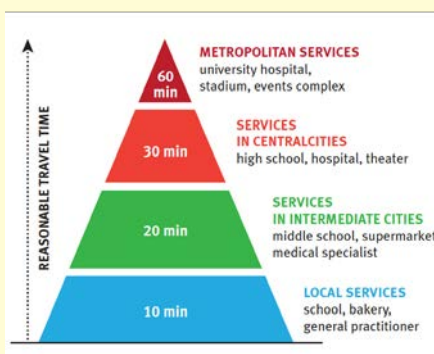 METROPOLITAN SERVICES
university hospital,
stadium, events complex
60
min
SERVICES
IN CENTRALCITIES
high school, hospital, theater
30 min
SERVICES
IN INTERMEDIATE CITIES
middle school, supermarket
medical specialist
20 min
LOCAL SERVICES
school, bakery,
general practitioner
10 min
REASONABLE TRAVEL TIME